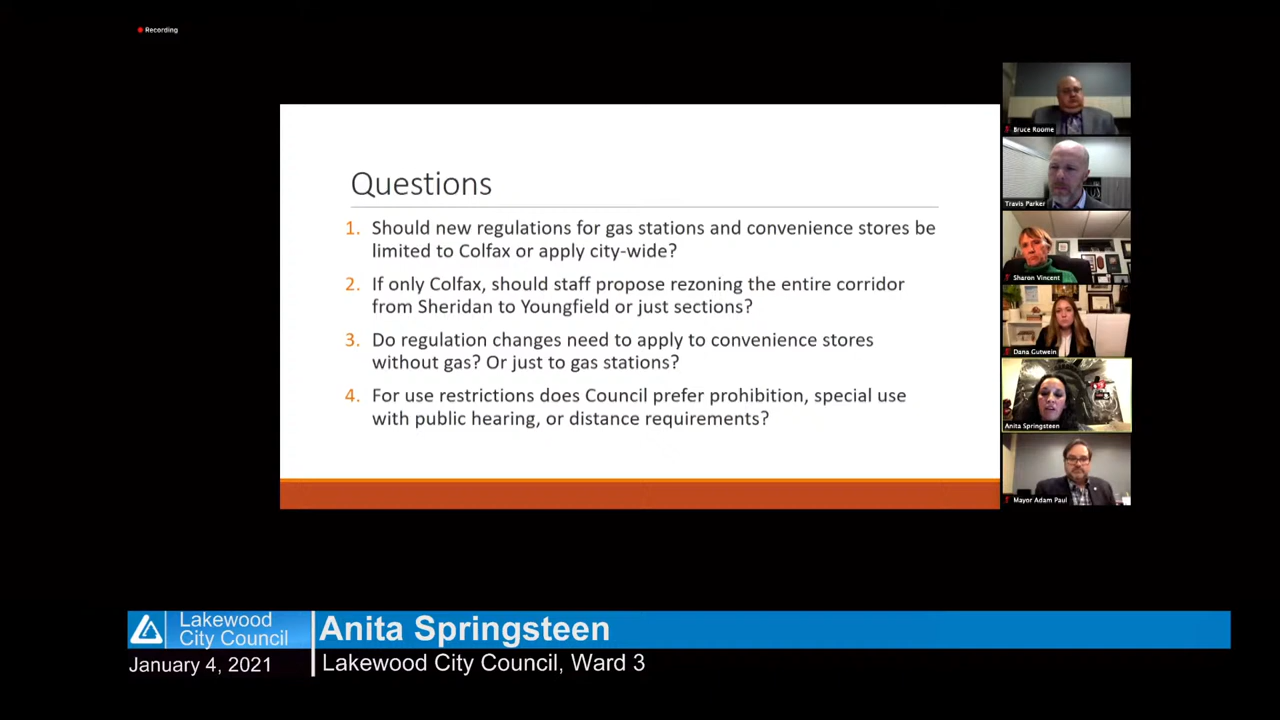 Recording
Questions
1. Should new regulations for gas stations and convenience stores be
limited to Colfax or apply city-wide?
2. If only Colfax, should staff propose rezoning the entire corridor
from Sheridan to Youngfield or just sections?
3. Do regulation changes need to apply to convenience stores
without gas? Or just to gas stations?
4. For use restrictions does Council prefer prohibition, special use
with public hearing, or distance requirements?
Bruce Roome
Travis Parker
Sharon Vincent
Dana Gutwein
Anita Springsteen
Mayor Adam Paul
Lakewood
City Council
January 4, 2021
Anita Springsteen
Lakewood City Council, Ward 3